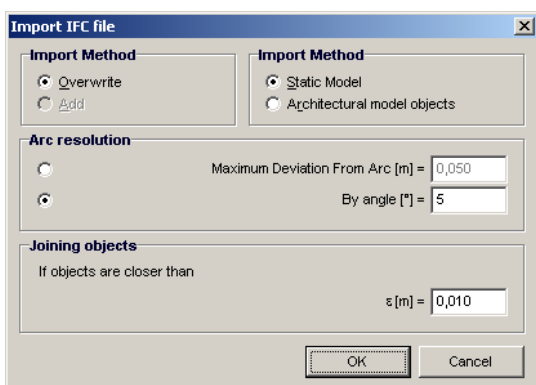 Import IFC file
Import Method
Overwrite
Add
Import Method
Static Model
Architectural model objects
Arc resolution
Maximum Deviation From Arc [m] = 0,050
By angle [°] = 5
Joining objects
If objects are closer than
ε [m] = 0,010
OK Cancel